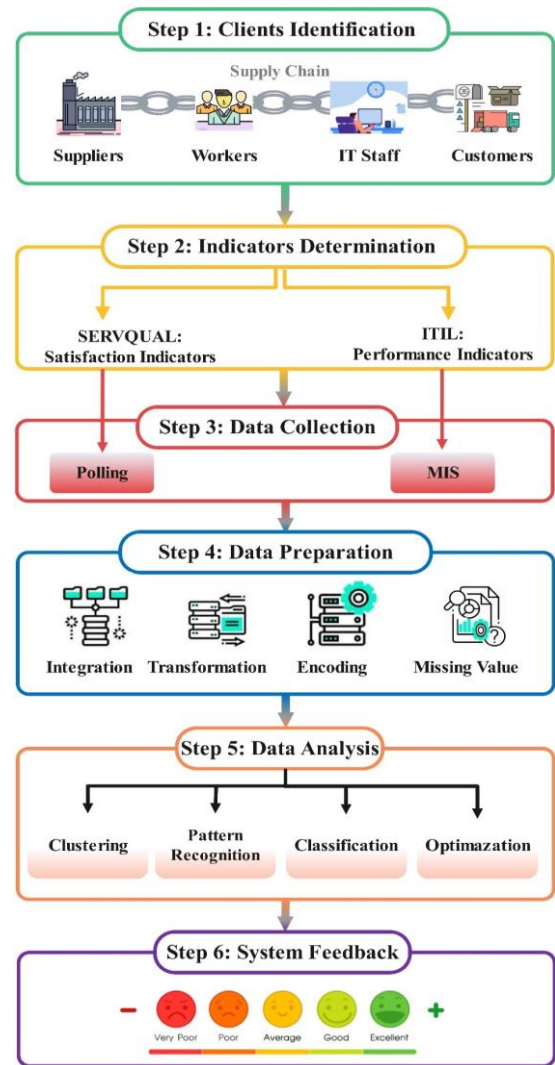 Step 1: Clients Identification
Supply Chain
Suppliers
Workers
IT Staff
Customers
Step 2: Indicators Determination
SERVQUAL:
Satisfaction Indicators
ITIL:
Performance Indicators
Step 3: Data Collection
Polling
MIS
Step 4: Data Preparation
Integration
Transformation
Encoding
Missing Value
Step 5: Data Analysis
Clustering
Pattern
Recognition
Classification
Optimazation
Step 6: System Feedback
Very Poor
Poor
Average
Good
Excellent